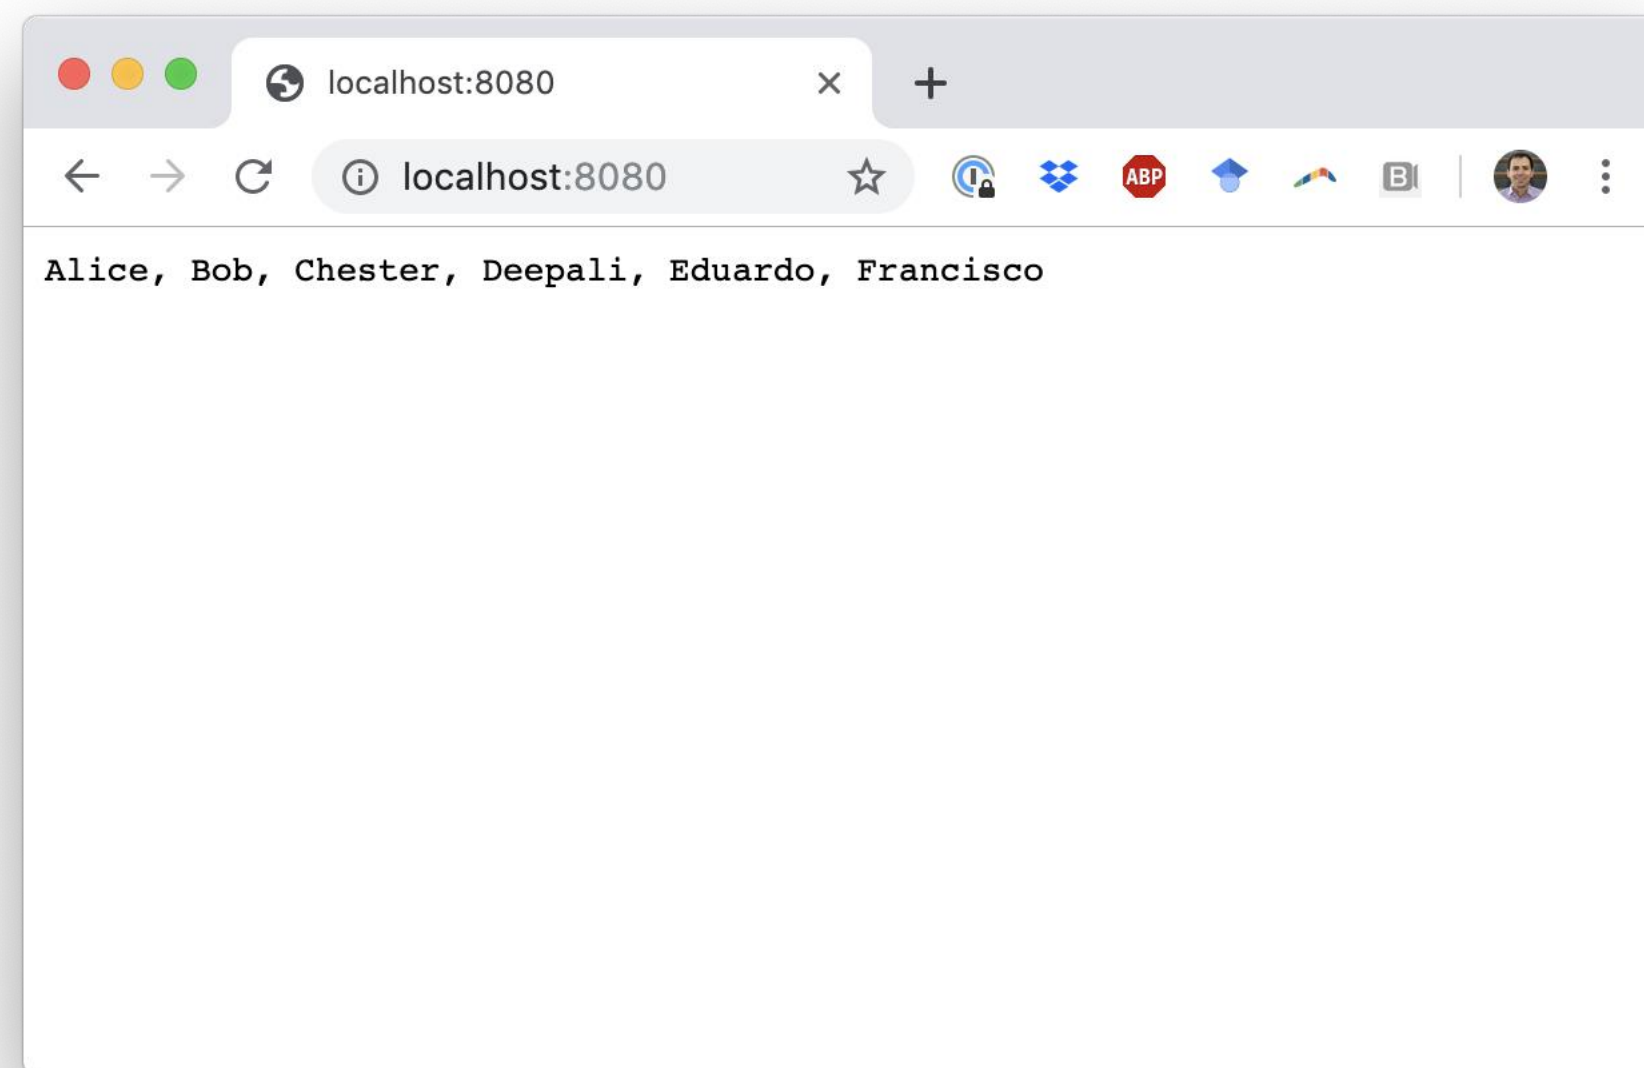 localhost:8080
localhost:8080
ABP
B
Alice, Bob, Chester, Deepali, Eduardo, Francisco